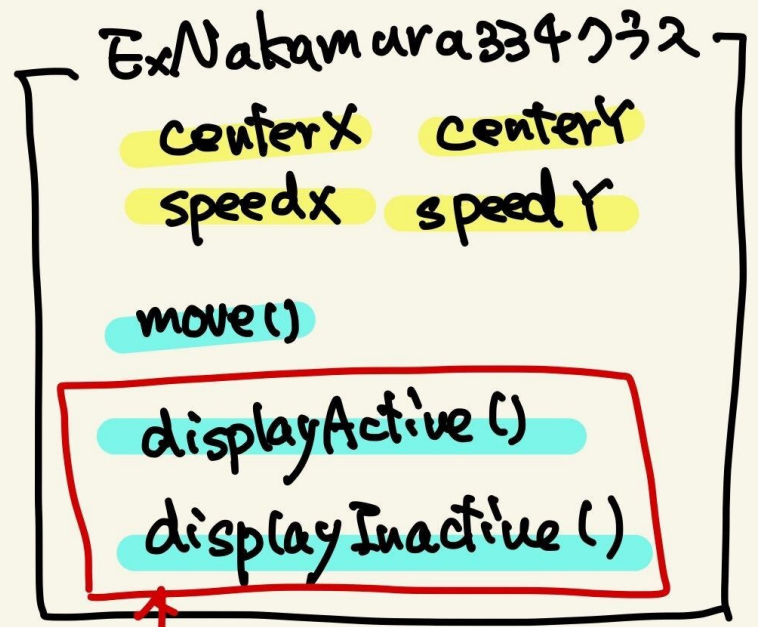 ExNakamura334クラス
centerX centerY
speedX speedY
move()
displayActive()
displayInactive()